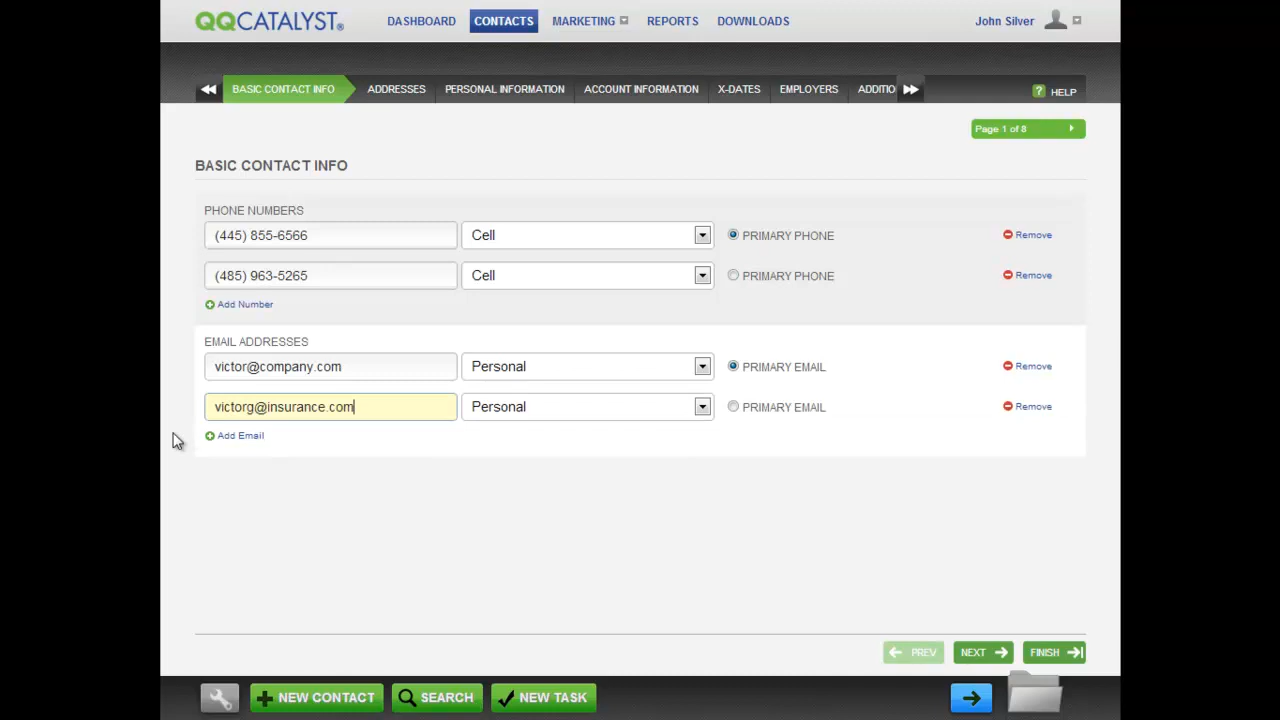 QQCATALYST® DASHBOARD CONTACTS MARKETING REPORTS DOWNLOADS John Silver
BASIC CONTACT INFO ADDRESSES PERSONAL INFORMATION ACCOUNT INFORMATION X-DATES EMPLOYERS ADDITIO ? HELP
Page 1 of 8
BASIC CONTACT INFO
PHONE NUMBERS
(445) 855-6566 Cell PRIMARY PHONE Remove
(485) 963-5265 Cell PRIMARY PHONE Remove
Add Number
EMAIL ADDRESSES
victor@company.com Personal PRIMARY EMAIL Remove
victorg@insurance.com Personal PRIMARY EMAIL Remove
Add Email
PREV NEXT FINISH
NEW CONTACT SEARCH NEW TASK